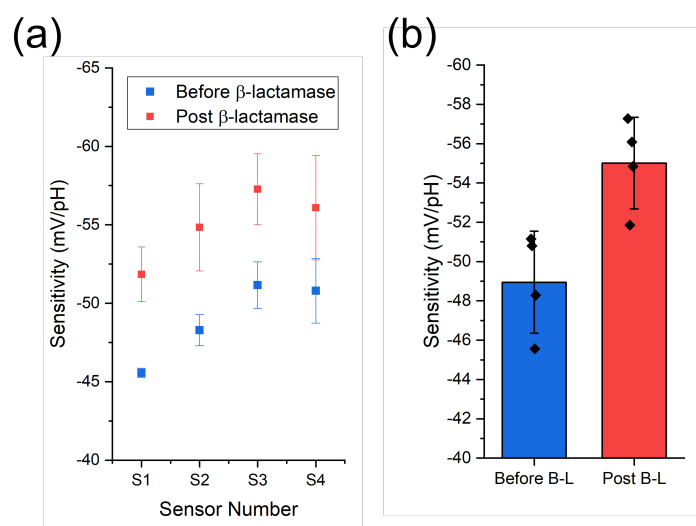 (a)
-65
-60
-55
-50
-45
-40
Sensitivity (mV/pH)
Before β-lactamase
Post β-lactamase
S1 S2 S3 S4
Sensor Number
(b)
-60
-58
-56
-54
-52
-50
-48
-46
-44
-42
-40
Sensitivity (mV/pH)
Before B-L Post B-L